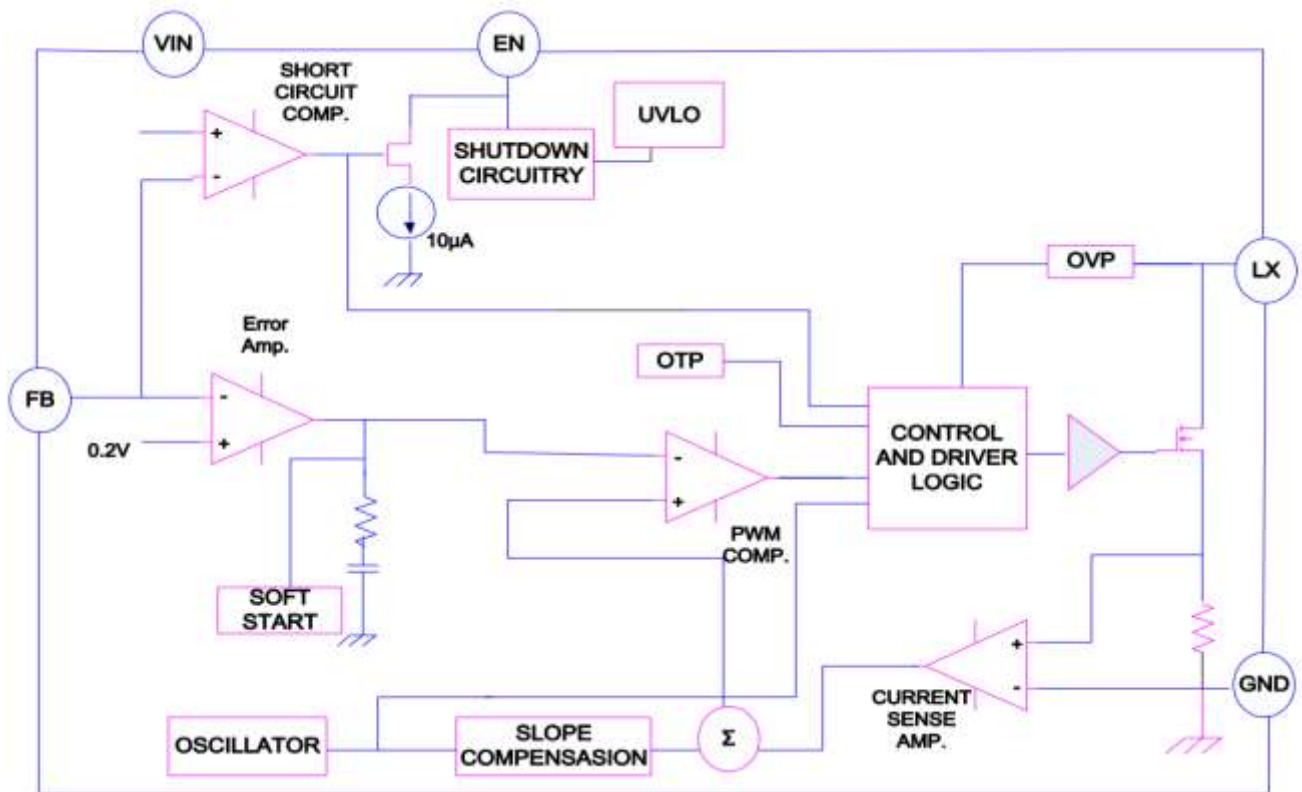 VIN
EN
SHORT
CIRCUIT
COMP.
UVLO
+
-
SHUTDOWN
CIRCUITRY
10µA
OVP
LX
Error
Amp.
OTP
FB
-
+
0.2V
CONTROL
AND DRIVER
LOGIC
-
+
PWM
COMP.
SOFT
START
+
-
GND
CURRENT
SENSE
AMP.
OSCILLATOR
SLOPE
COMPENSASION
Σ